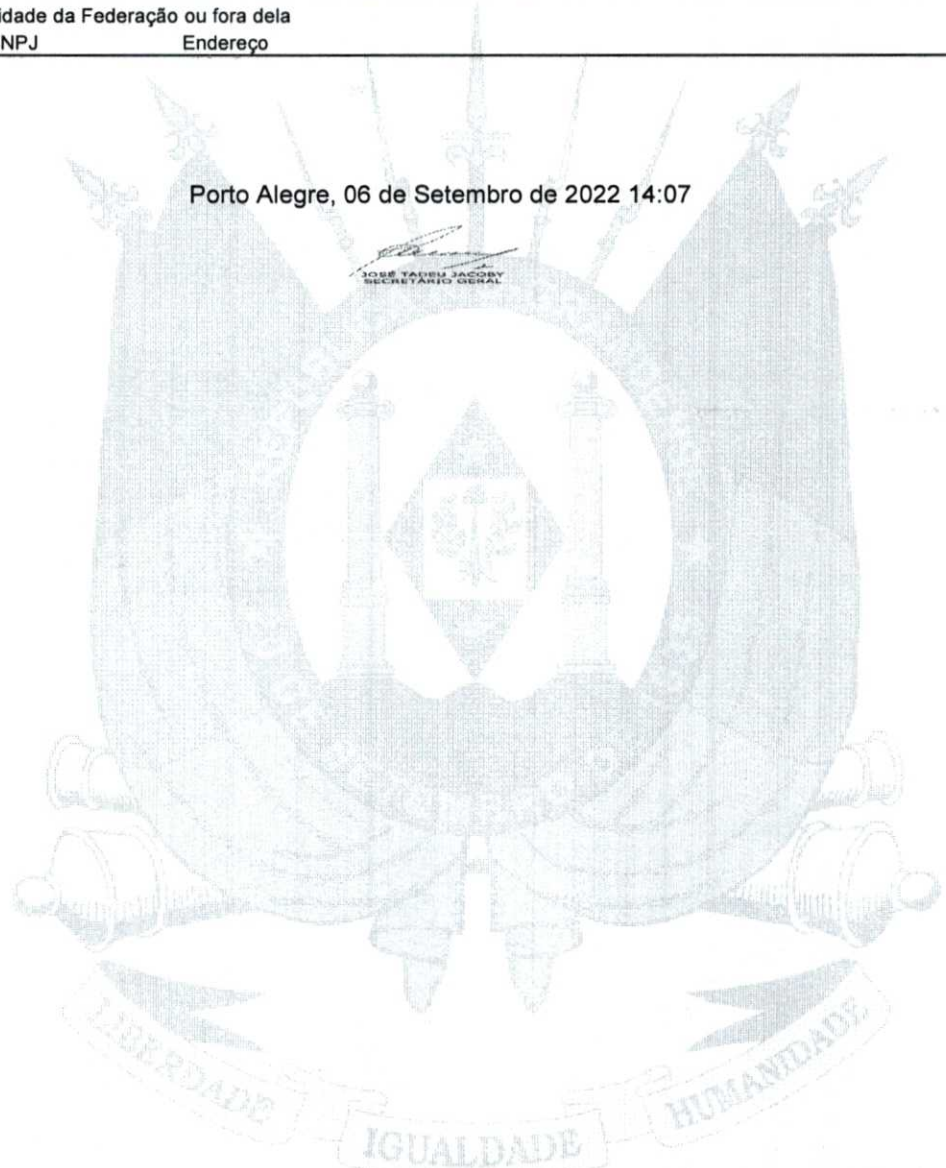 idade da Federação ou fora dela
NPJ Endereço
Porto Alegre, 06 de Setembro de 2022 14:07
JOSÉ TADEU JACOBY
SECRETÁRIO GERAL
LIBERDADE
IGUALDADE
HUMANIDADE